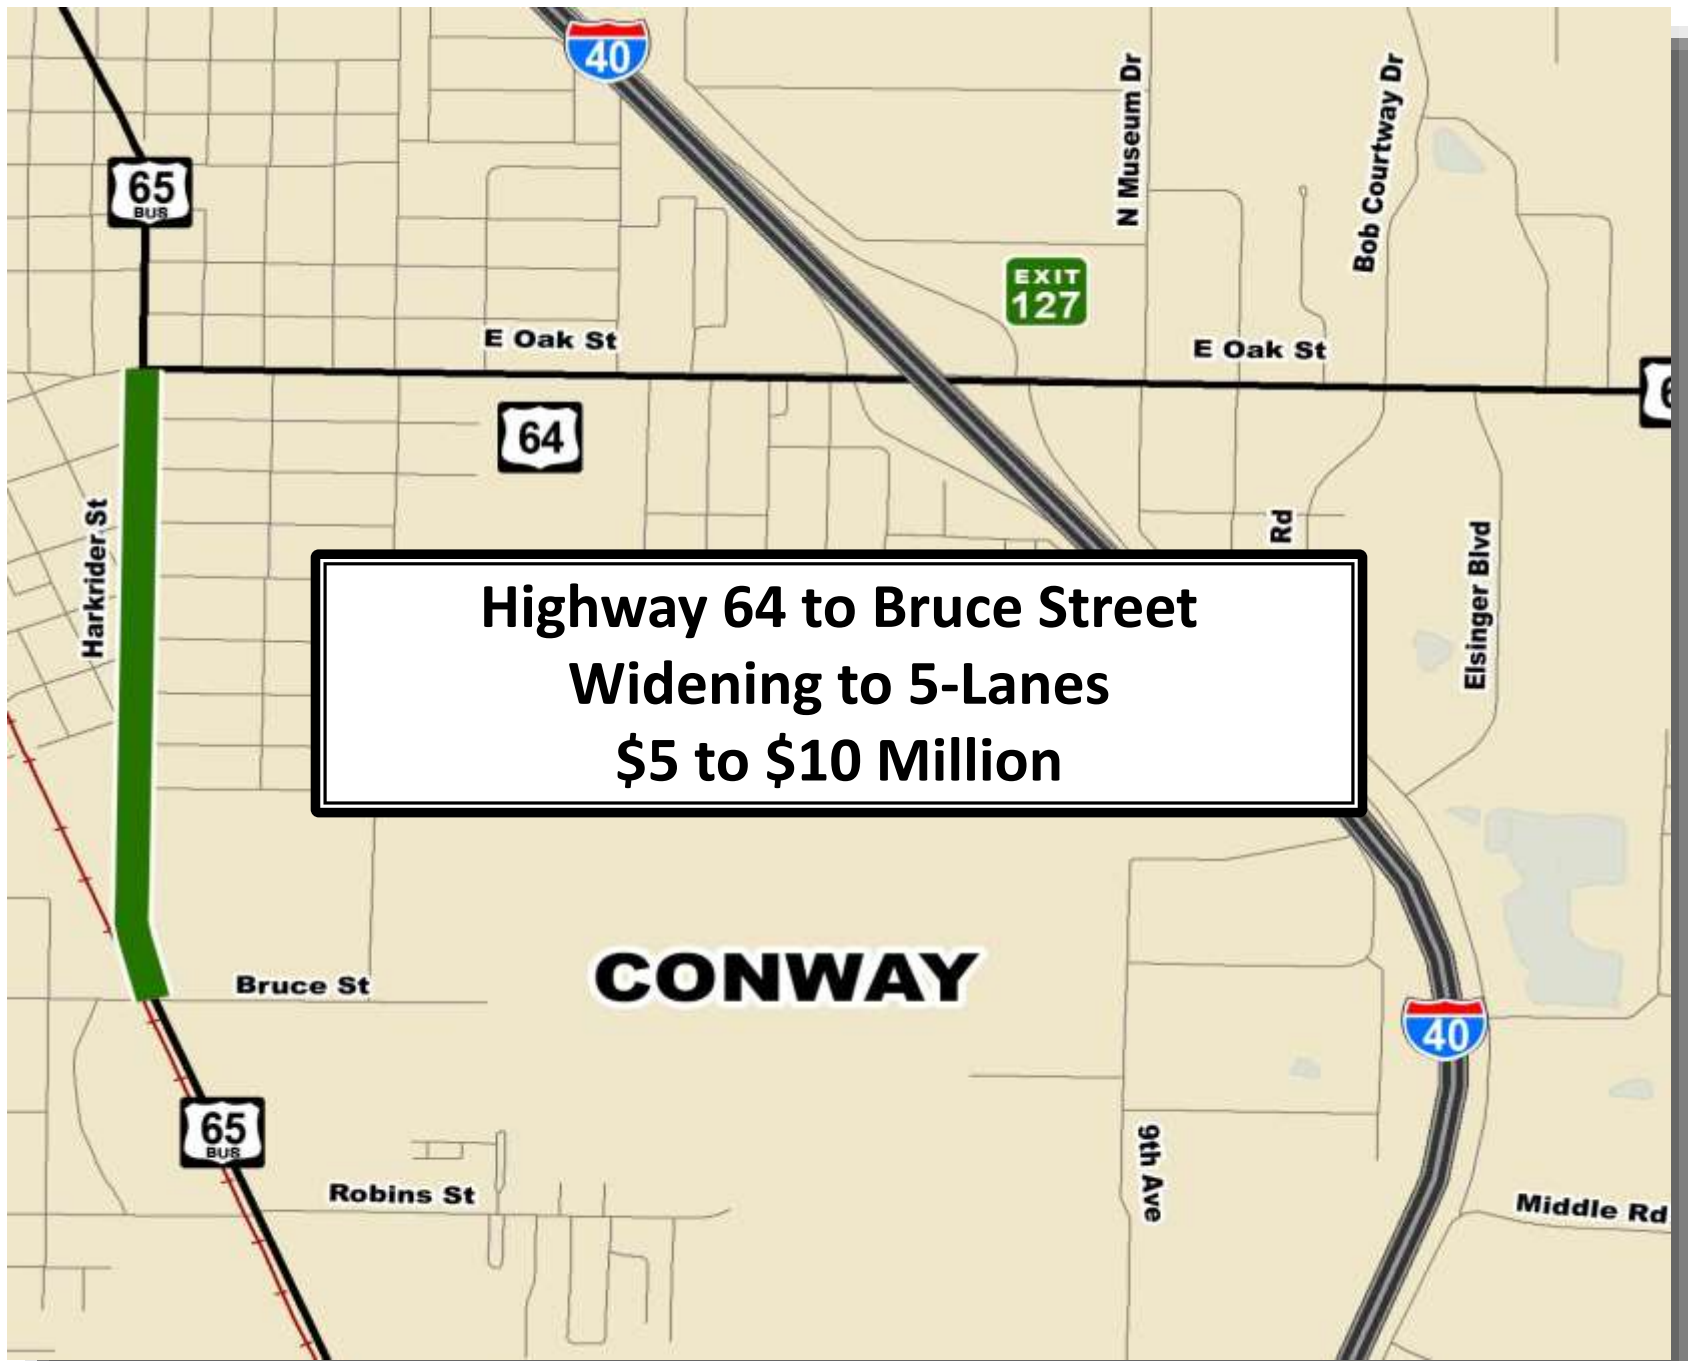 40
N Museum Dr
Bob Courtway Dr
65
BUS
EXIT
127
E Oak St
E Oak St
64
Harkrider St
Rd
Elsinger Blvd
Highway 64 to Bruce Street
Widening to 5-Lanes
$5 to $10 Million
CONWAY
Bruce St
40
65
BUS
9th Ave
Robins St
Middle Rd